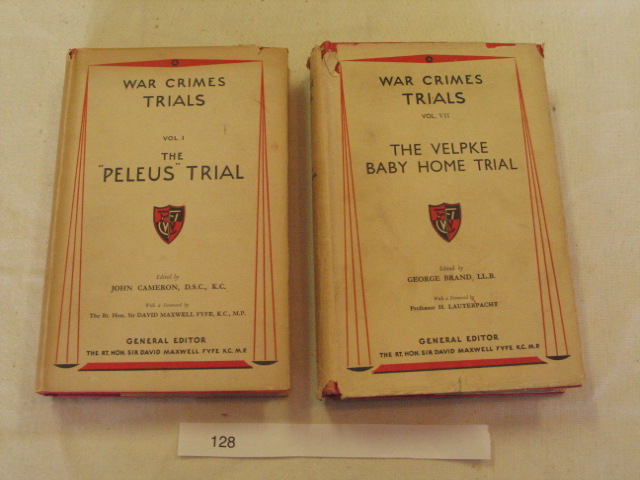 WAR CRIMES
TRIALS
VOL. I
THE
"PELEUS" TRIAL
Edited by
JOHN CAMERON, D.S.C., K.C.
With a Foreword by
The Rt. Hon. Sir DAVID MAXWELL FYFE, K.C., M.P.
GENERAL EDITOR
THE RT. HON. SIR DAVID MAXWELL FYFE K.C. M.P.
WAR CRIMES
TRIALS
VOL. VII
THE VELPKE
BABY HOME TRIAL
Edited by
GEORGE BRAND, LL.B.
With a Foreword by
Professor H. LAUTERPACHT
GENERAL EDITOR
THE RT. HON. SIR DAVID MAXWELL FYFE K.C. M.P.
128